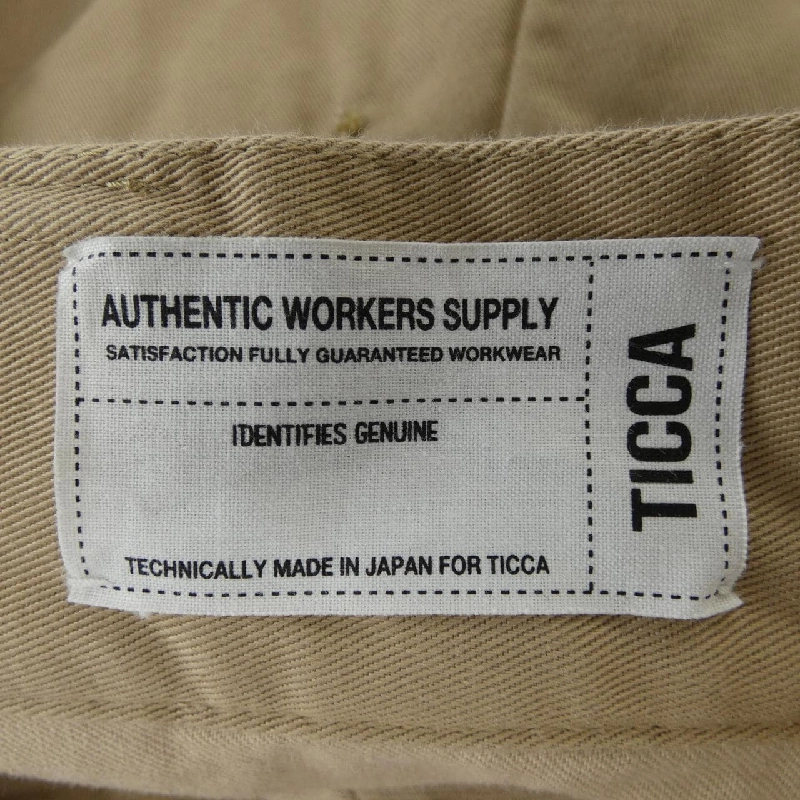 AUTHENTIC WORKERS SUPPLY
SATISFACTION FULLY GUARANTEED WORKWEAR
IDENTIFIES GENUINE
TECHNICALLY MADE IN JAPAN FOR TICCA
TICCA